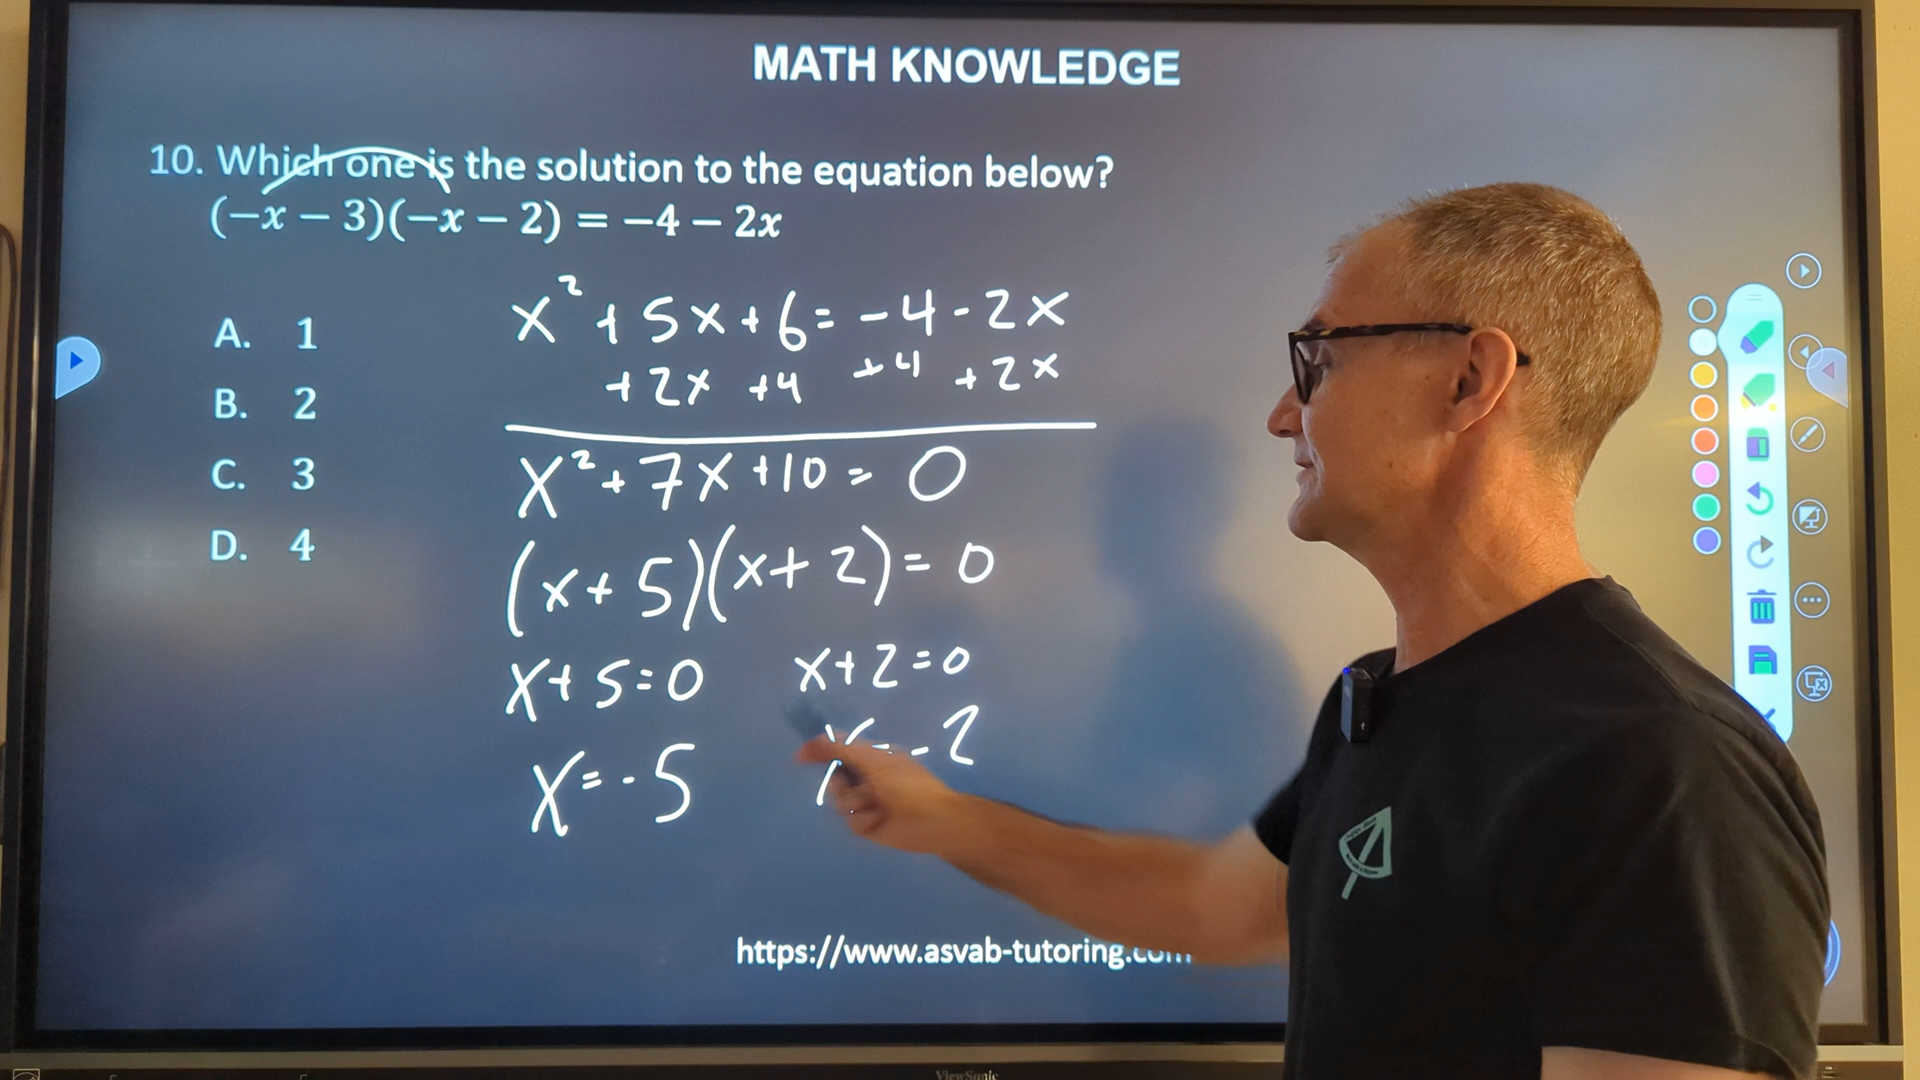 MATH KNOWLEDGE
10. Which one is the solution to the equation below?
(−x − 3)(−x − 2) = −4 − 2x
A. 1
B. 2
C. 3
D. 4
x² + 5x + 6 = -4 - 2x
+ 2x + 4 + 4 + 2x
x² + 7x + 10 = 0
(x + 5)(x + 2) = 0
x + 5 = 0 x + 2 = 0
x = -5 x = -2
https://www.asvab-tutoring.com
ViewSonic